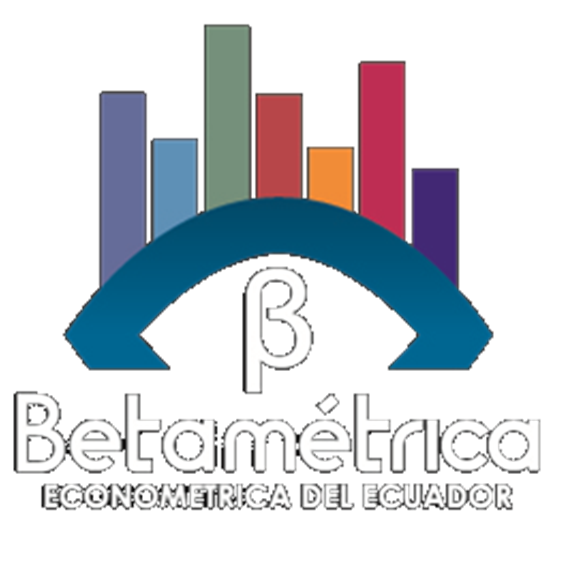 β
Betamétrica
ECONOMETRICA DEL ECUADOR